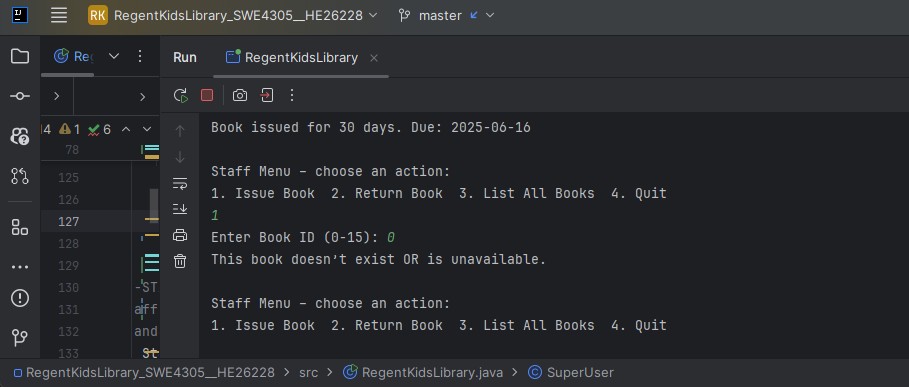 RK RegentKidsLibrary_SWE4305__HE26228 master
Run RegentKidsLibrary
14 1 6
78
125
126
127
128
129
130 -ST
131 aff
132 and
133 St
Book issued for 30 days. Due: 2025-06-16
Staff Menu – choose an action:
1. Issue Book 2. Return Book 3. List All Books 4. Quit
1
Enter Book ID (0-15): 0
This book doesn't exist OR is unavailable.
Staff Menu – choose an action:
1. Issue Book 2. Return Book 3. List All Books 4. Quit
RegentKidsLibrary_SWE4305__HE26228 > src > RegentKidsLibrary.java > SuperUser